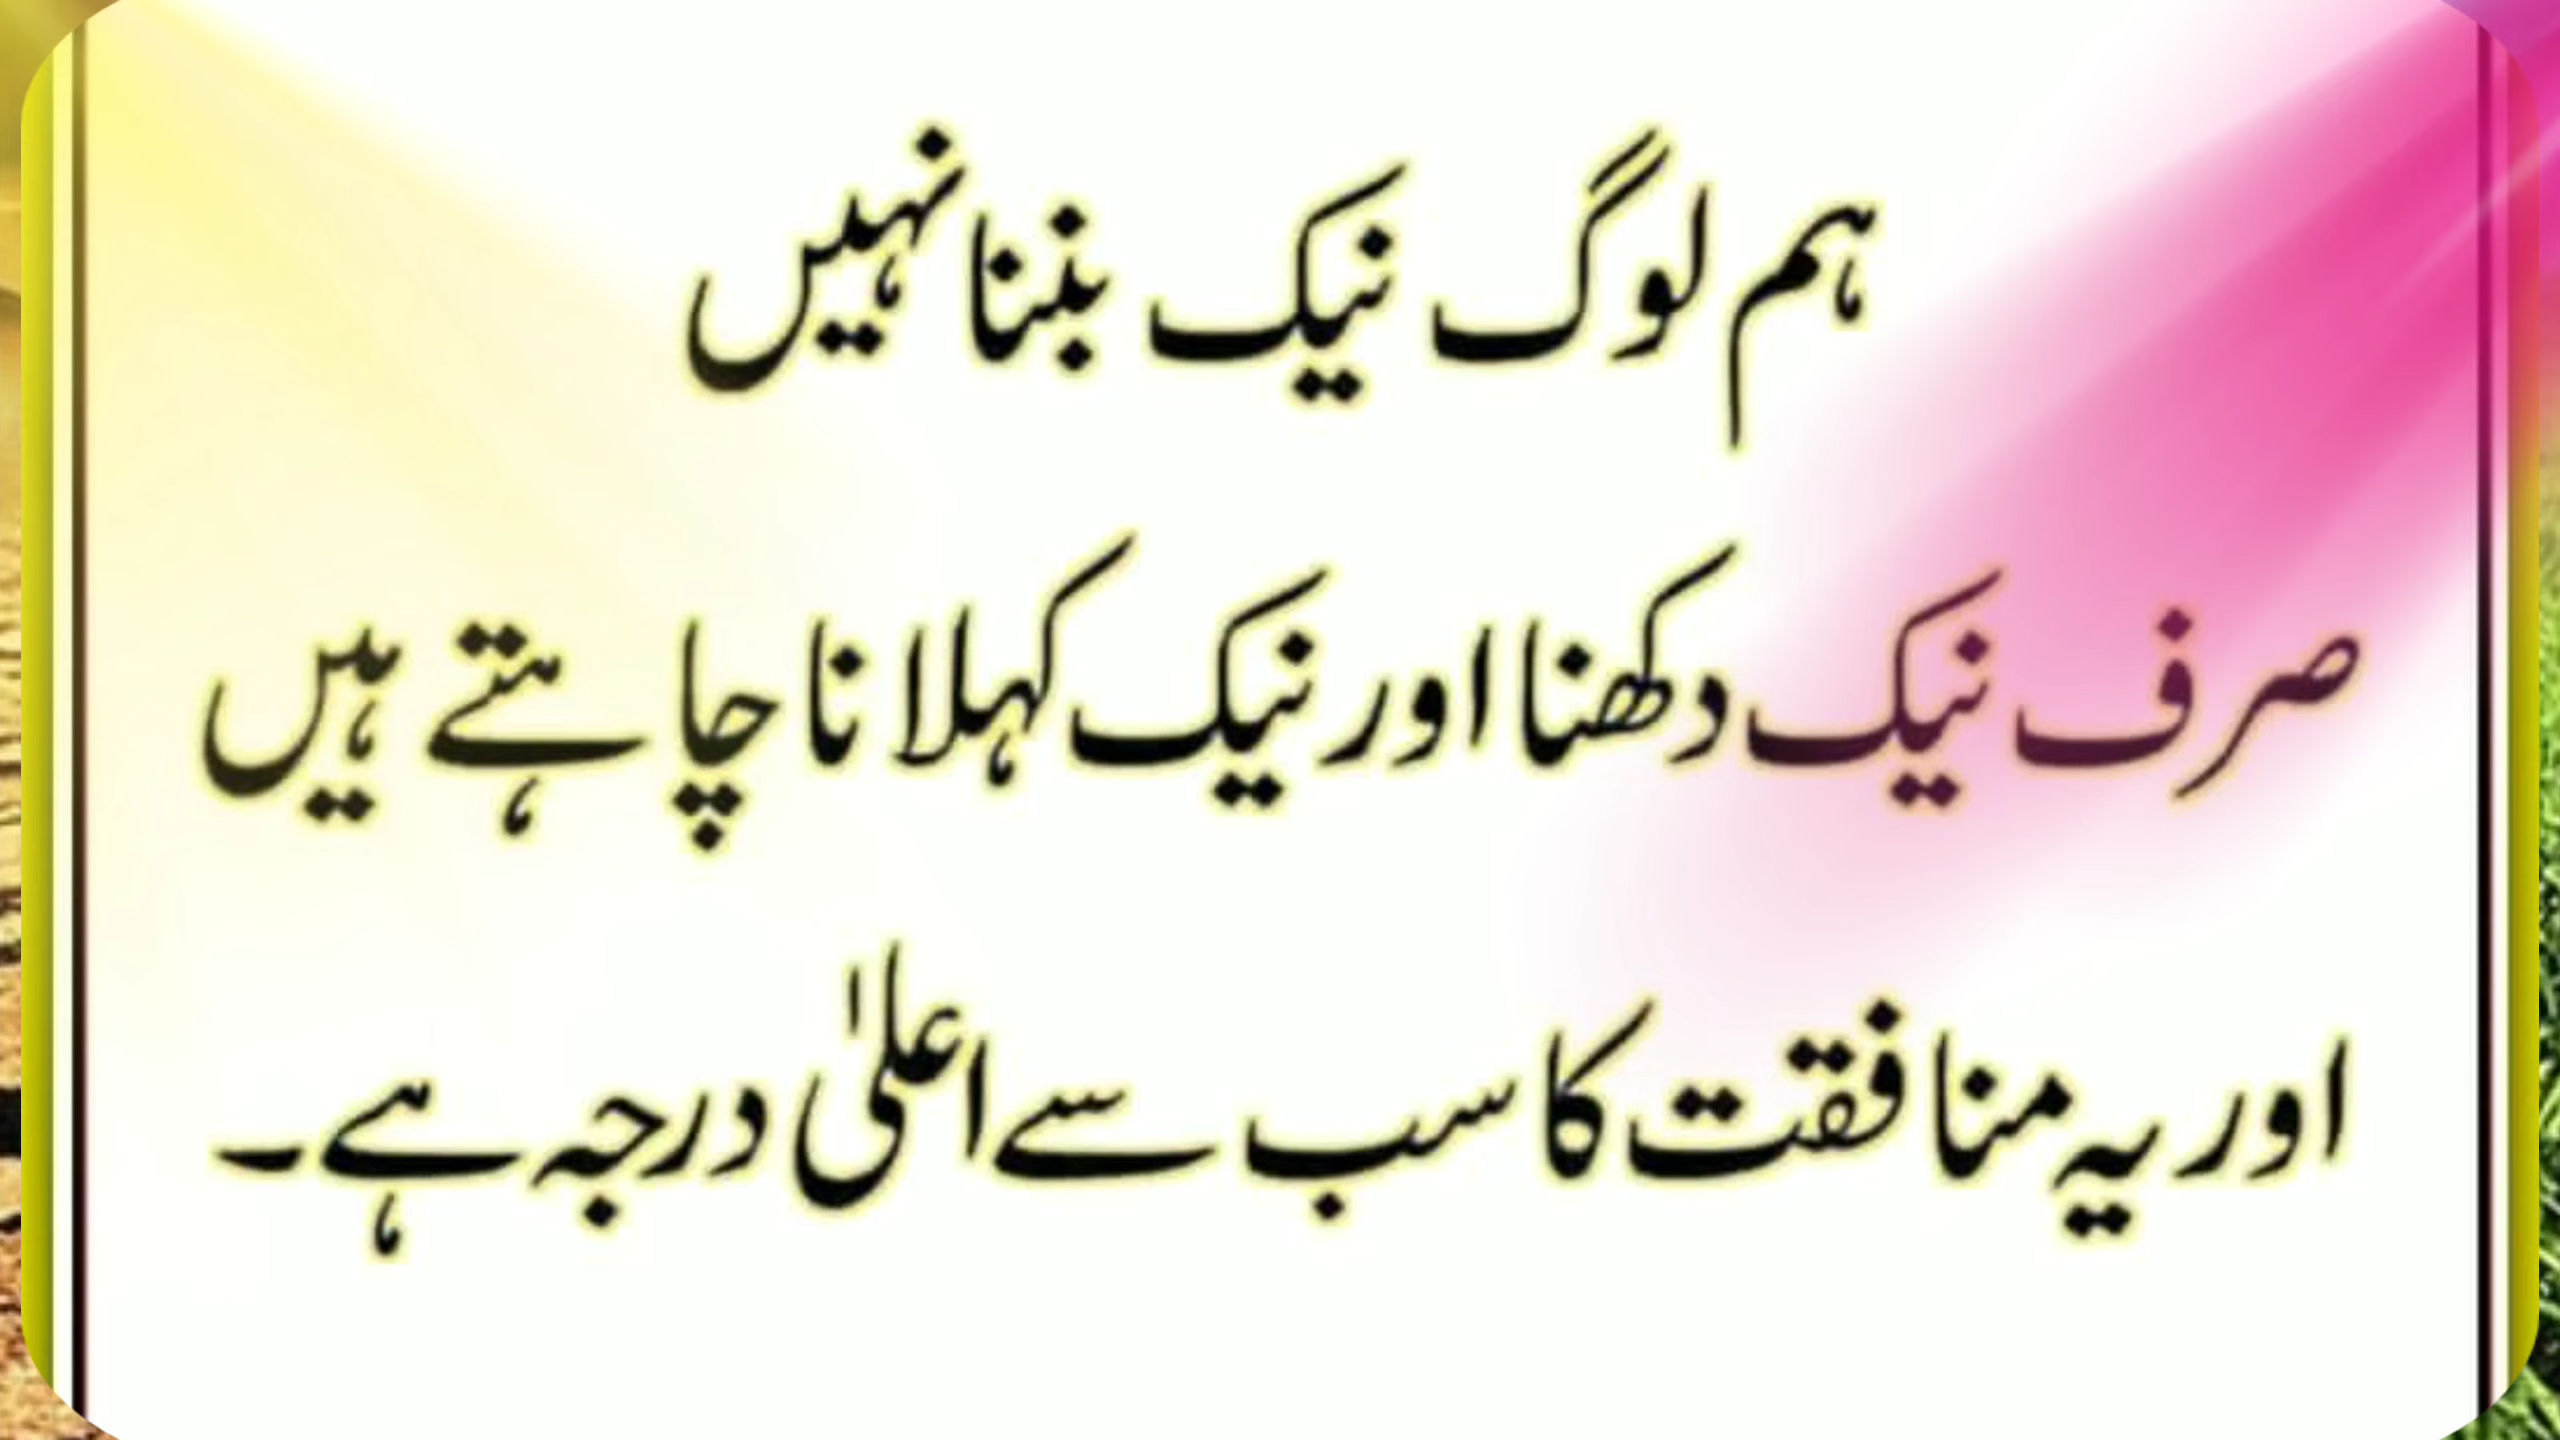 ہم لوگ نیک بننا نہیں
صرف نیک دکھنا اور نیک کہلانا چاہتے ہیں
اور یہ منافقت کا سب سے اعلیٰ درجہ ہے۔